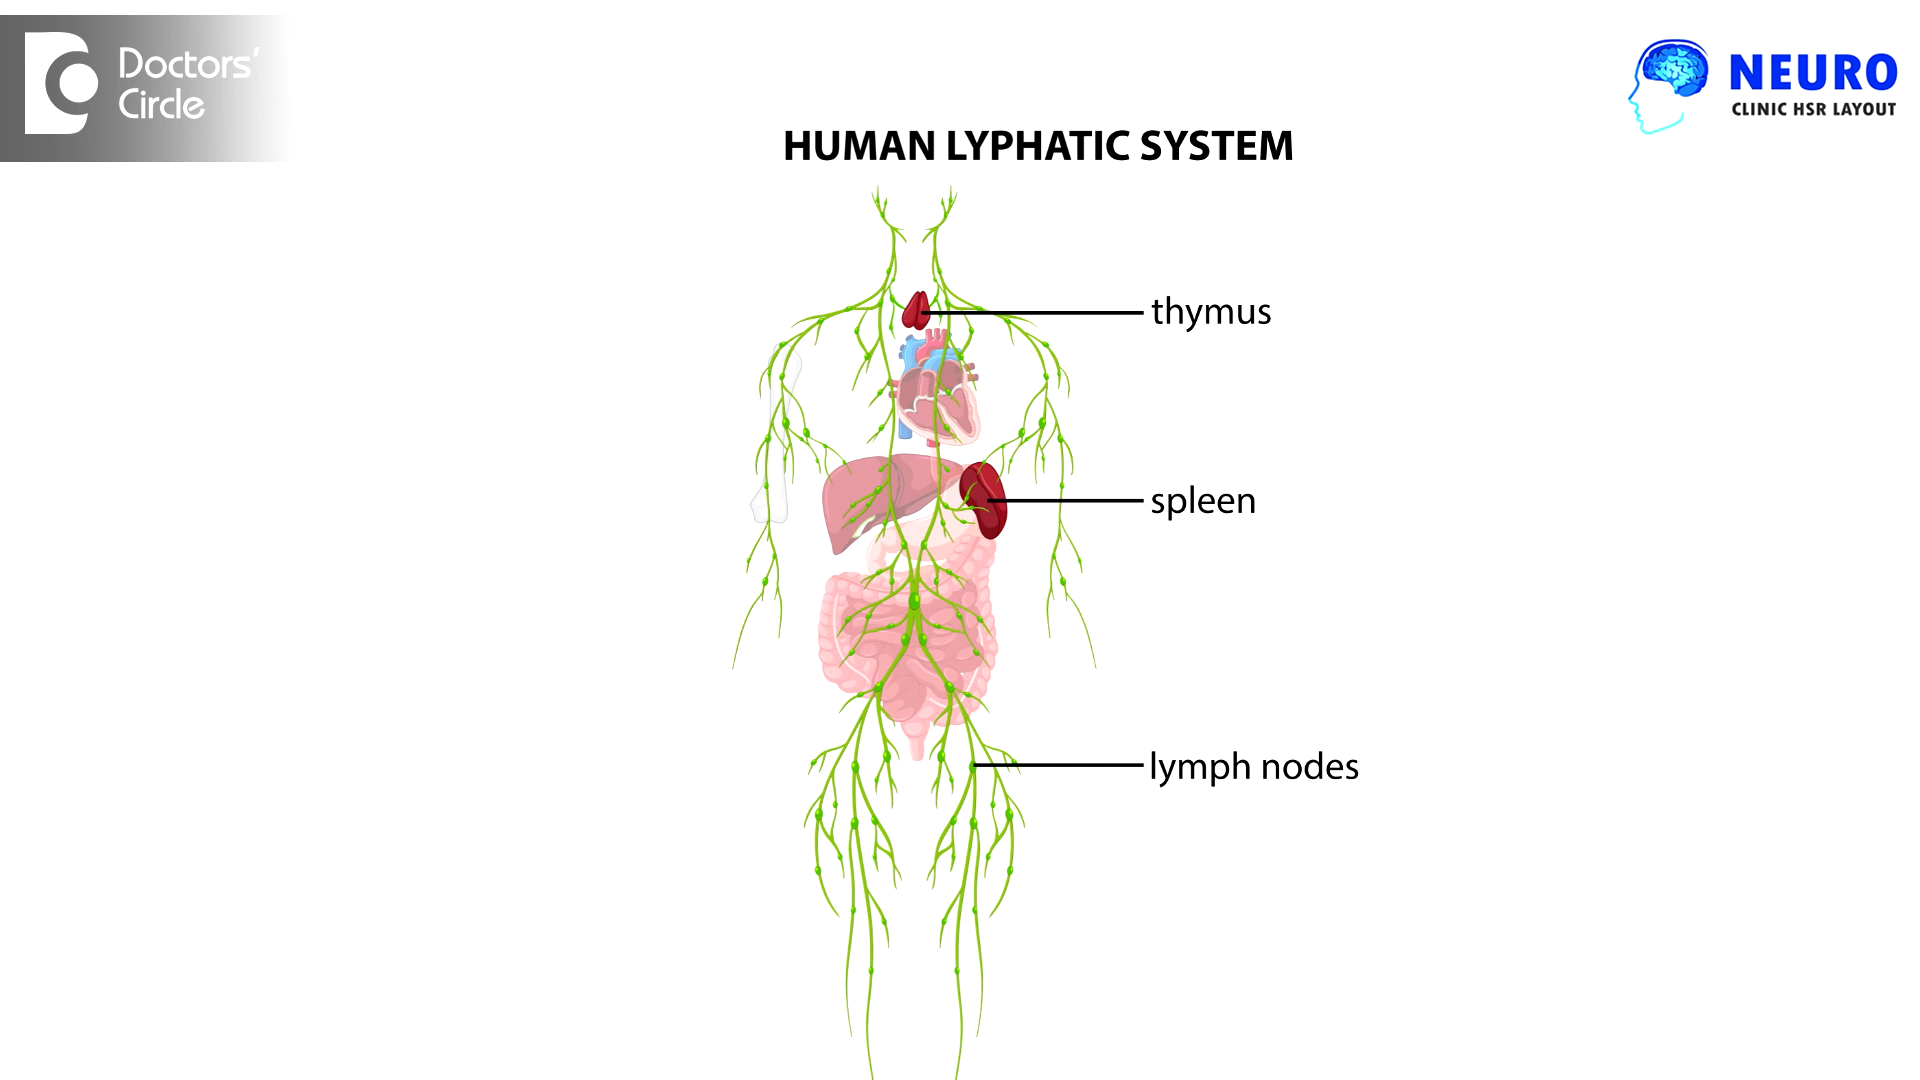 Doctors'
Circle
NEURO
CLINIC HSR LAYOUT
HUMAN LYPHATIC SYSTEM
thymus
spleen
lymph nodes